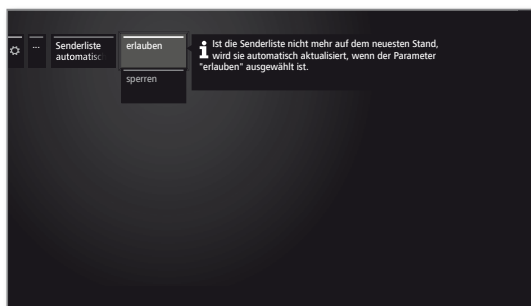 ...
Senderliste
automatisc
erlauben
sperren
i Ist die Senderliste nicht mehr auf dem neuesten Stand,
wird sie automatisch aktualisiert, wenn der Parameter
"erlauben" ausgewählt ist.